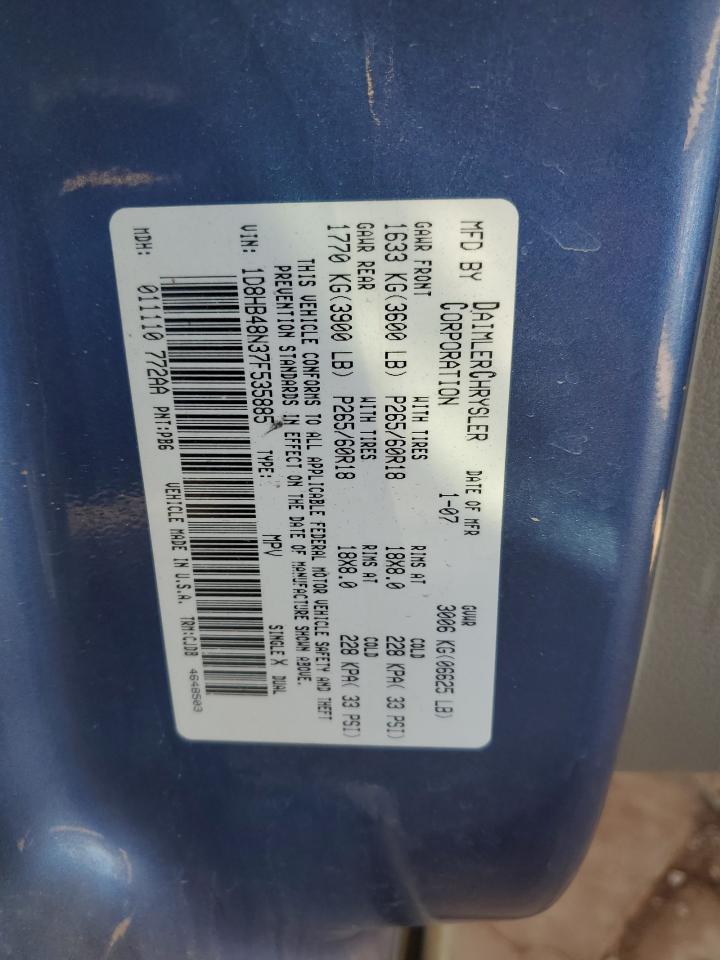 MFD BY DAIMLERCHRYSLER CORPORATION DATE OF MFR 1-07 GVWR 3006 KG(06625 LB)
GAWR FRONT WITH TIRES RIMS AT COLD
1633 KG(3600 LB) P265/60R18 18X8.0 228 KPA( 33 PSI)
GAWR REAR WITH TIRES RIMS AT COLD
1770 KG(3900 LB) P265/60R18 18X8.0 228 KPA( 33 PSI)
THIS VEHICLE CONFORMS TO ALL APPLICABLE FEDERAL MOTOR VEHICLE SAFETY AND THEFT
PREVENTION STANDARDS IN EFFECT ON THE DATE OF MANUFACTURE SHOWN ABOVE.
VIN: 1D8HB48N37F535885 TYPE: MPV SINGLE X DUAL
MDH: 011110 772AA PNT:PB6 VEHICLE MADE IN U.S.A. TRM:CJDB 4648503